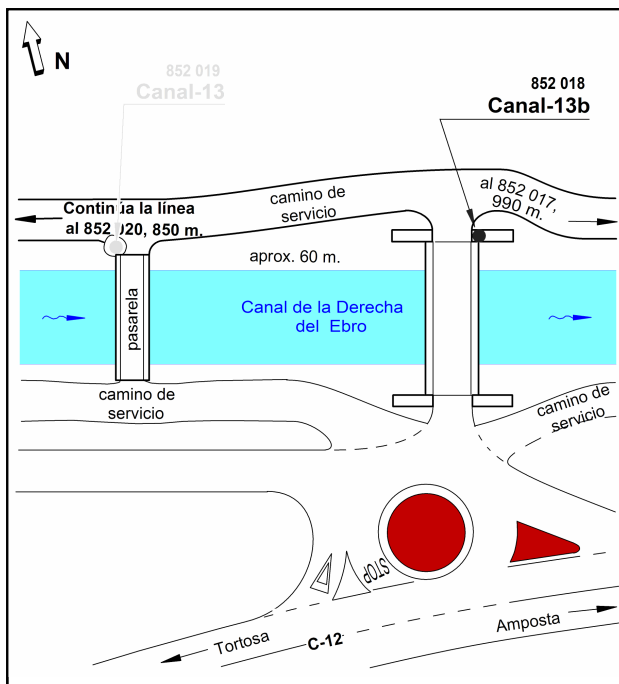 N
852 019
Canal-13
852 018
Canal-13b
Continúa la línea
al 852 020, 850 m.
camino de
servicio
al 852 017,
990 m.
aprox. 60 m.
pasarela
Canal de la Derecha
del Ebro
camino de
servicio
camino de
servicio
STOP
Tortosa
C-12
Amposta